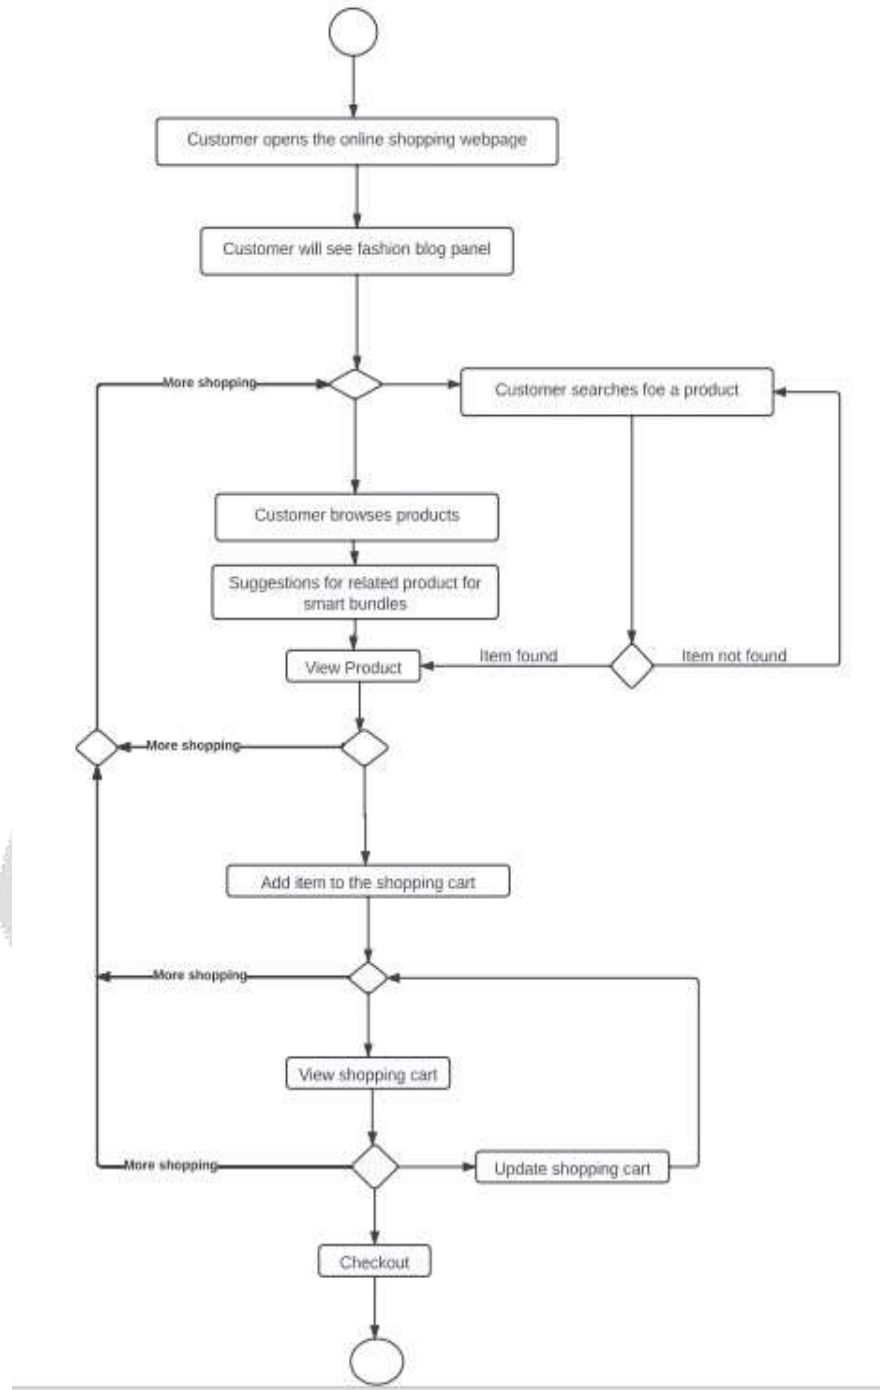 Customer opens the online shopping webpage
Customer will see fashion blog panel
More shopping
Customer searches foe a product
Customer browses products
Suggestions for related product for
smart bundles
Item found
Item not found
View Product
More shopping
Add item to the shopping cart
More shopping
View shopping cart
More shopping
Update shopping cart
Checkout